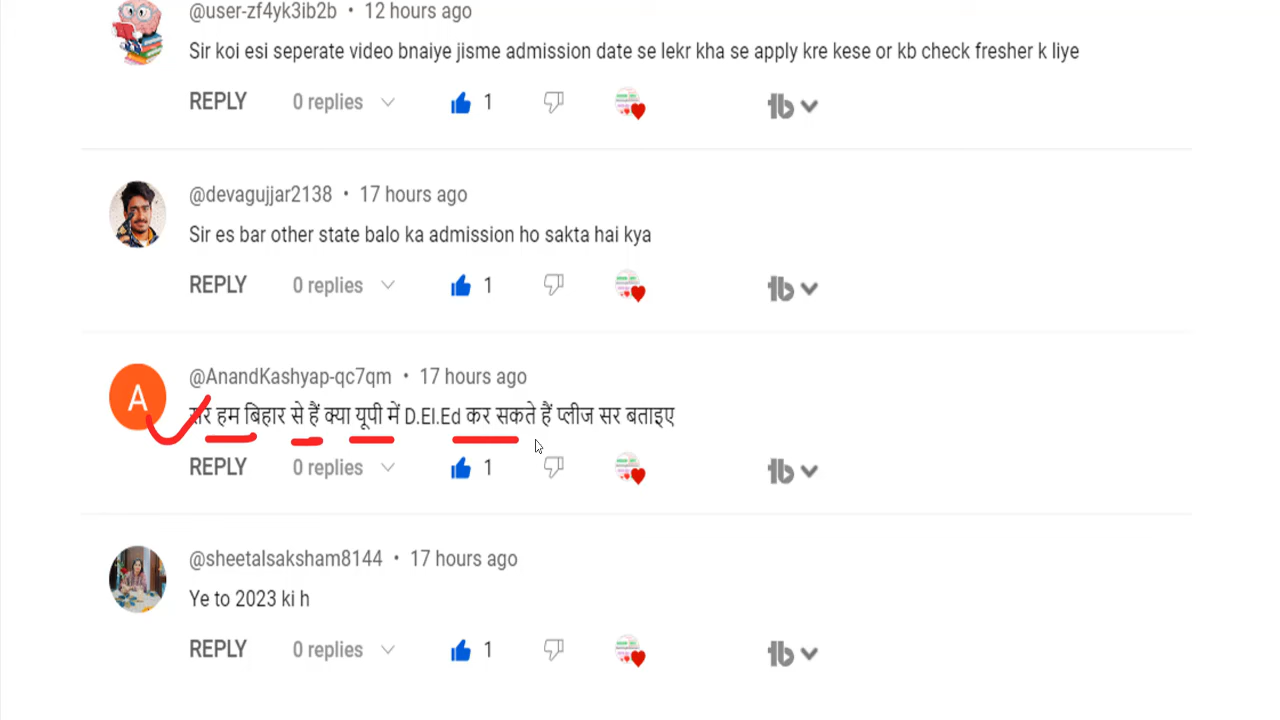 @user-zf4yk3ib2b • 12 hours ago
Sir koi esi seperate video bnaiye jisme admission date se lekr kha se apply kre kese or kb check fresher k liye
REPLY 0 replies 1
@devagujjar2138 • 17 hours ago
Sir es bar other state balo ka admission ho sakta hai kya
REPLY 0 replies 1
@AnandKashyap-qc7qm • 17 hours ago
सर हम बिहार से हैं क्या यूपी में D.El.Ed कर सकते हैं प्लीज सर बताइए
REPLY 0 replies 1
@sheetalsaksham8144 • 17 hours ago
Ye to 2023 ki h
REPLY 0 replies 1